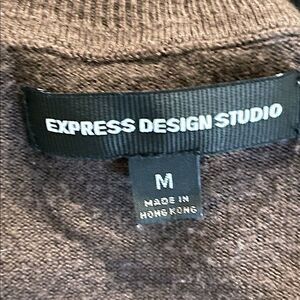 EXPRESS DESIGN STUDIO
M
MADE IN
HONG KONG